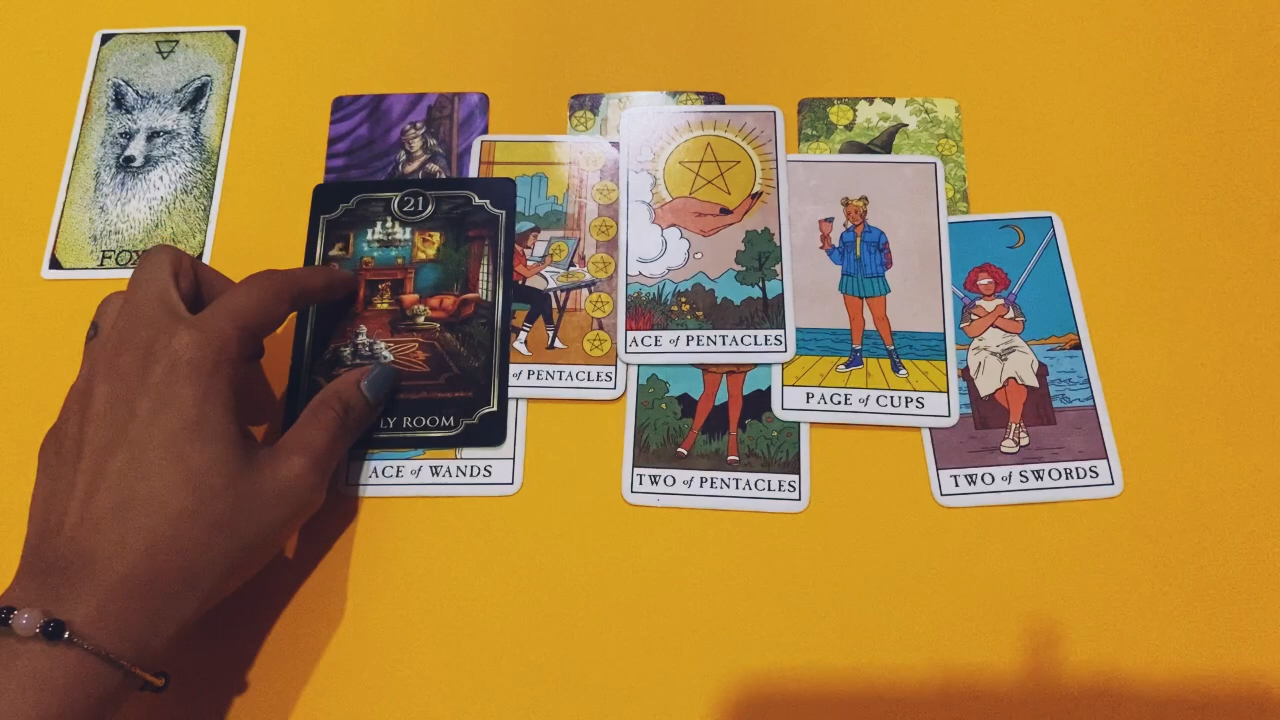 FOX
21
LY ROOM
ACE of WANDS
of PENTACLES
ACE of PENTACLES
TWO of PENTACLES
PAGE of CUPS
TWO of SWORDS